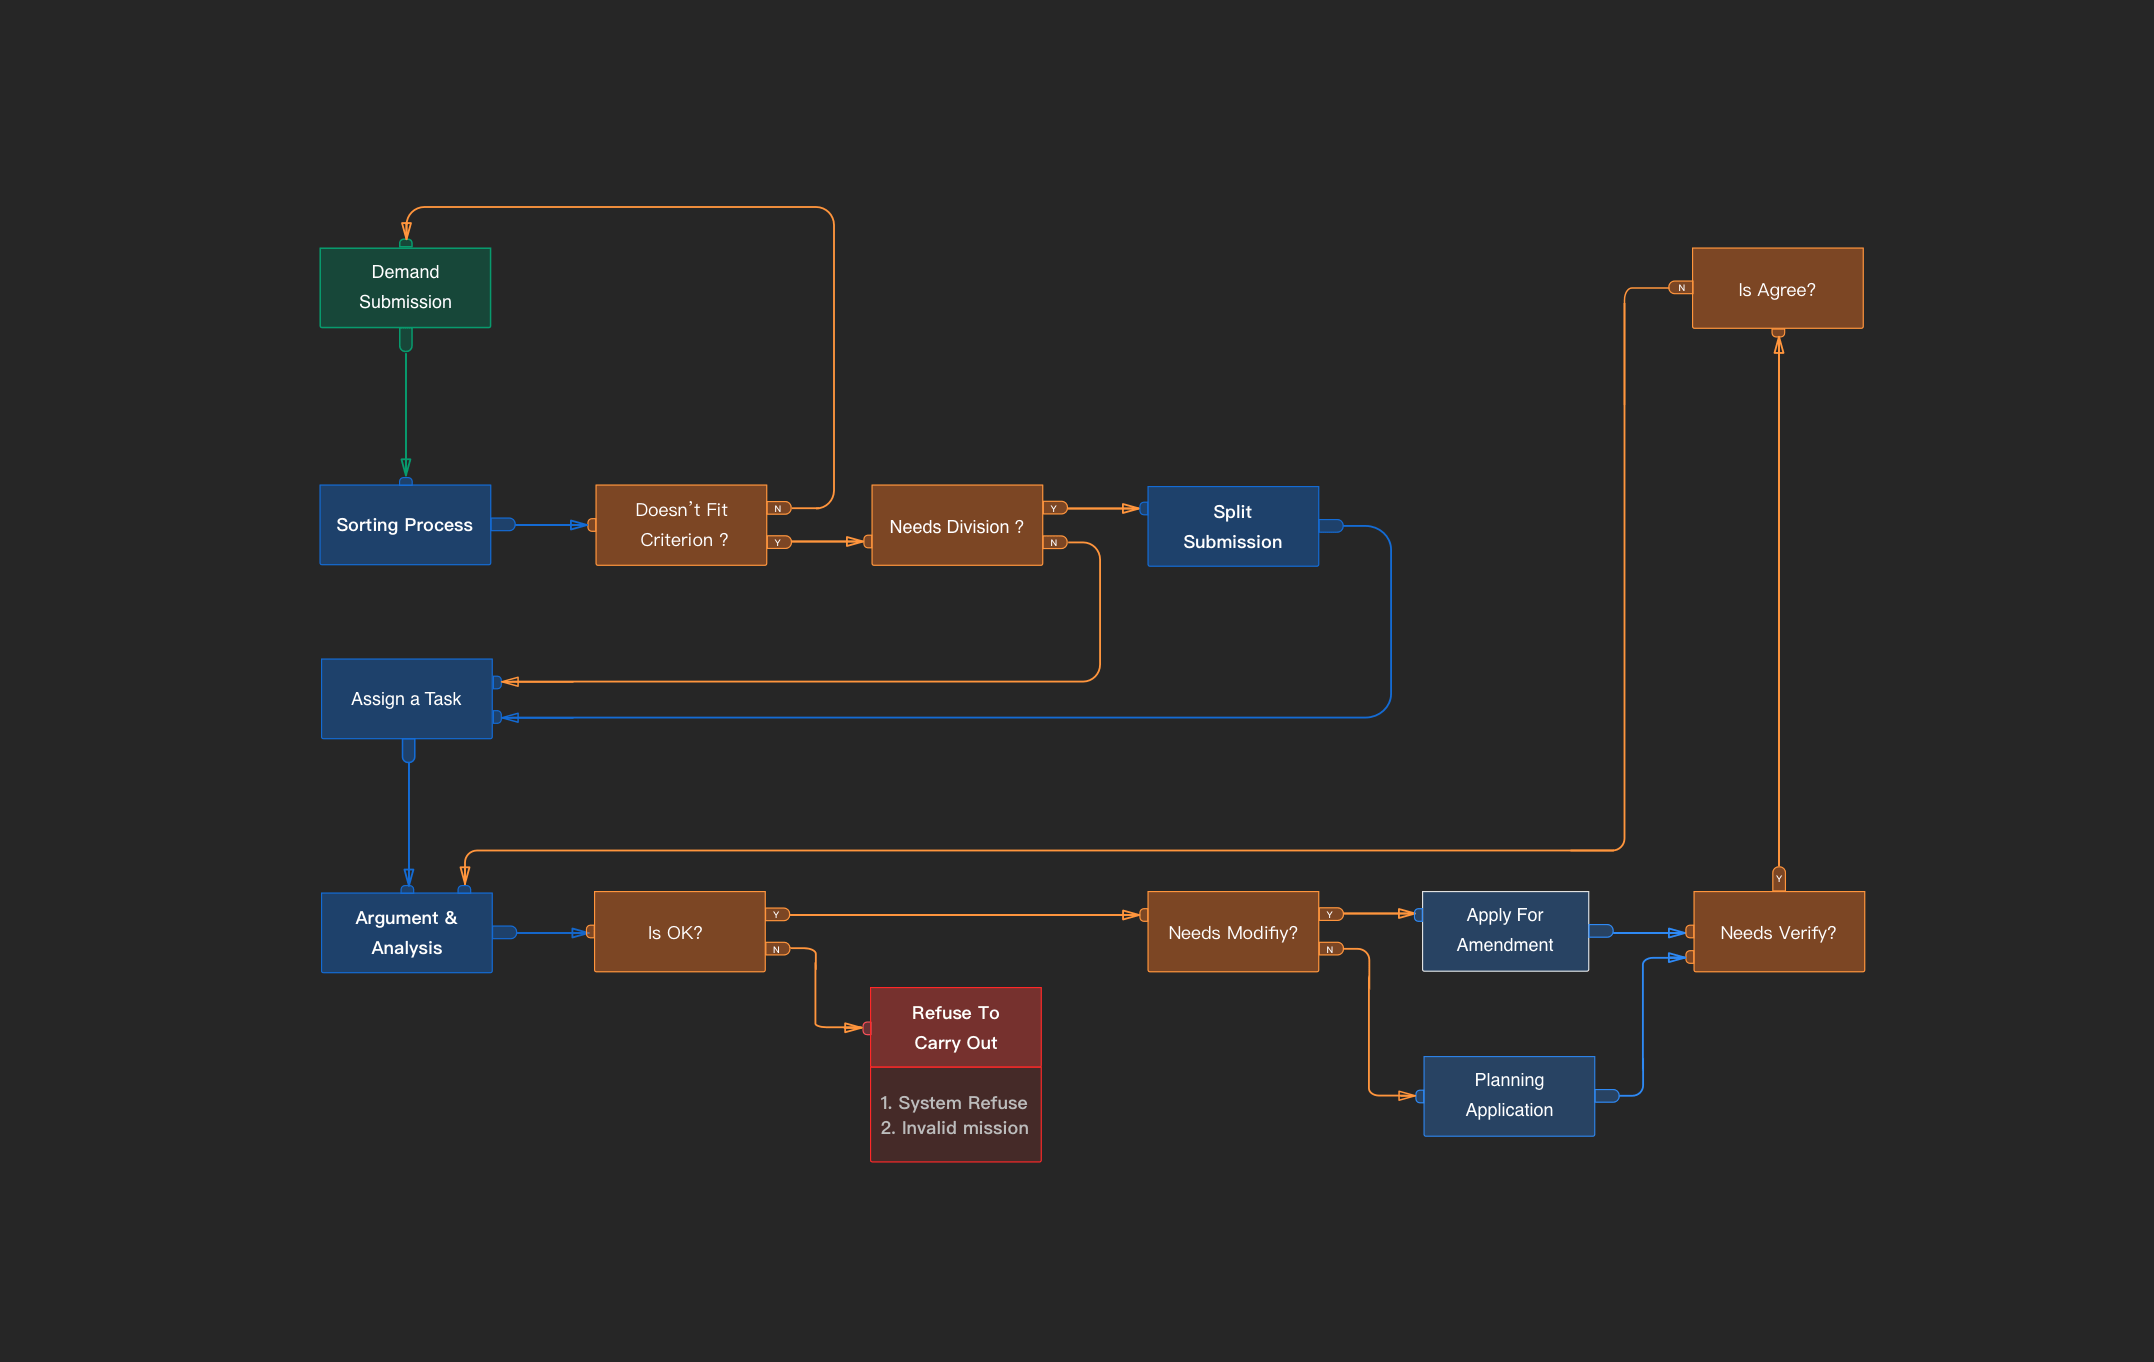 Demand
Submission
N
Is Agree?
Sorting Process
Doesn't Fit
Criterion ?
N
Y
Needs Division ?
Y
N
Split
Submission
Assign a Task
Argument &
Analysis
Is OK?
Y
N
Needs Modifiy?
Y
N
Apply For
Amendment
Y
Needs Verify?
Refuse To
Carry Out
1. System Refuse
2. Invalid mission
Planning
Application